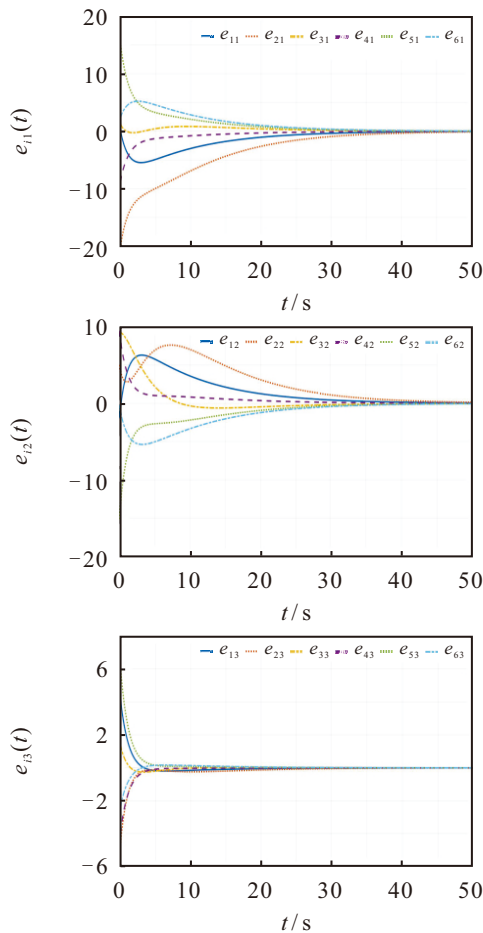 20
e₁₁ e₂₁ e₃₁ e₄₁ e₅₁ e₆₁
10
eᵢ₁(t)
0
−10
−20
0 10 20 30 40 50
t/s
10
e₁₂ e₂₂ e₃₂ e₄₂ e₅₂ e₆₂
0
eᵢ₂(t)
−10
−20
0 10 20 30 40 50
t/s
e₁₃ e₂₃ e₃₃ e₄₃ e₅₃ e₆₃
6
2
eᵢ₃(t)
−2
−6
0 10 20 30 40 50
t/s